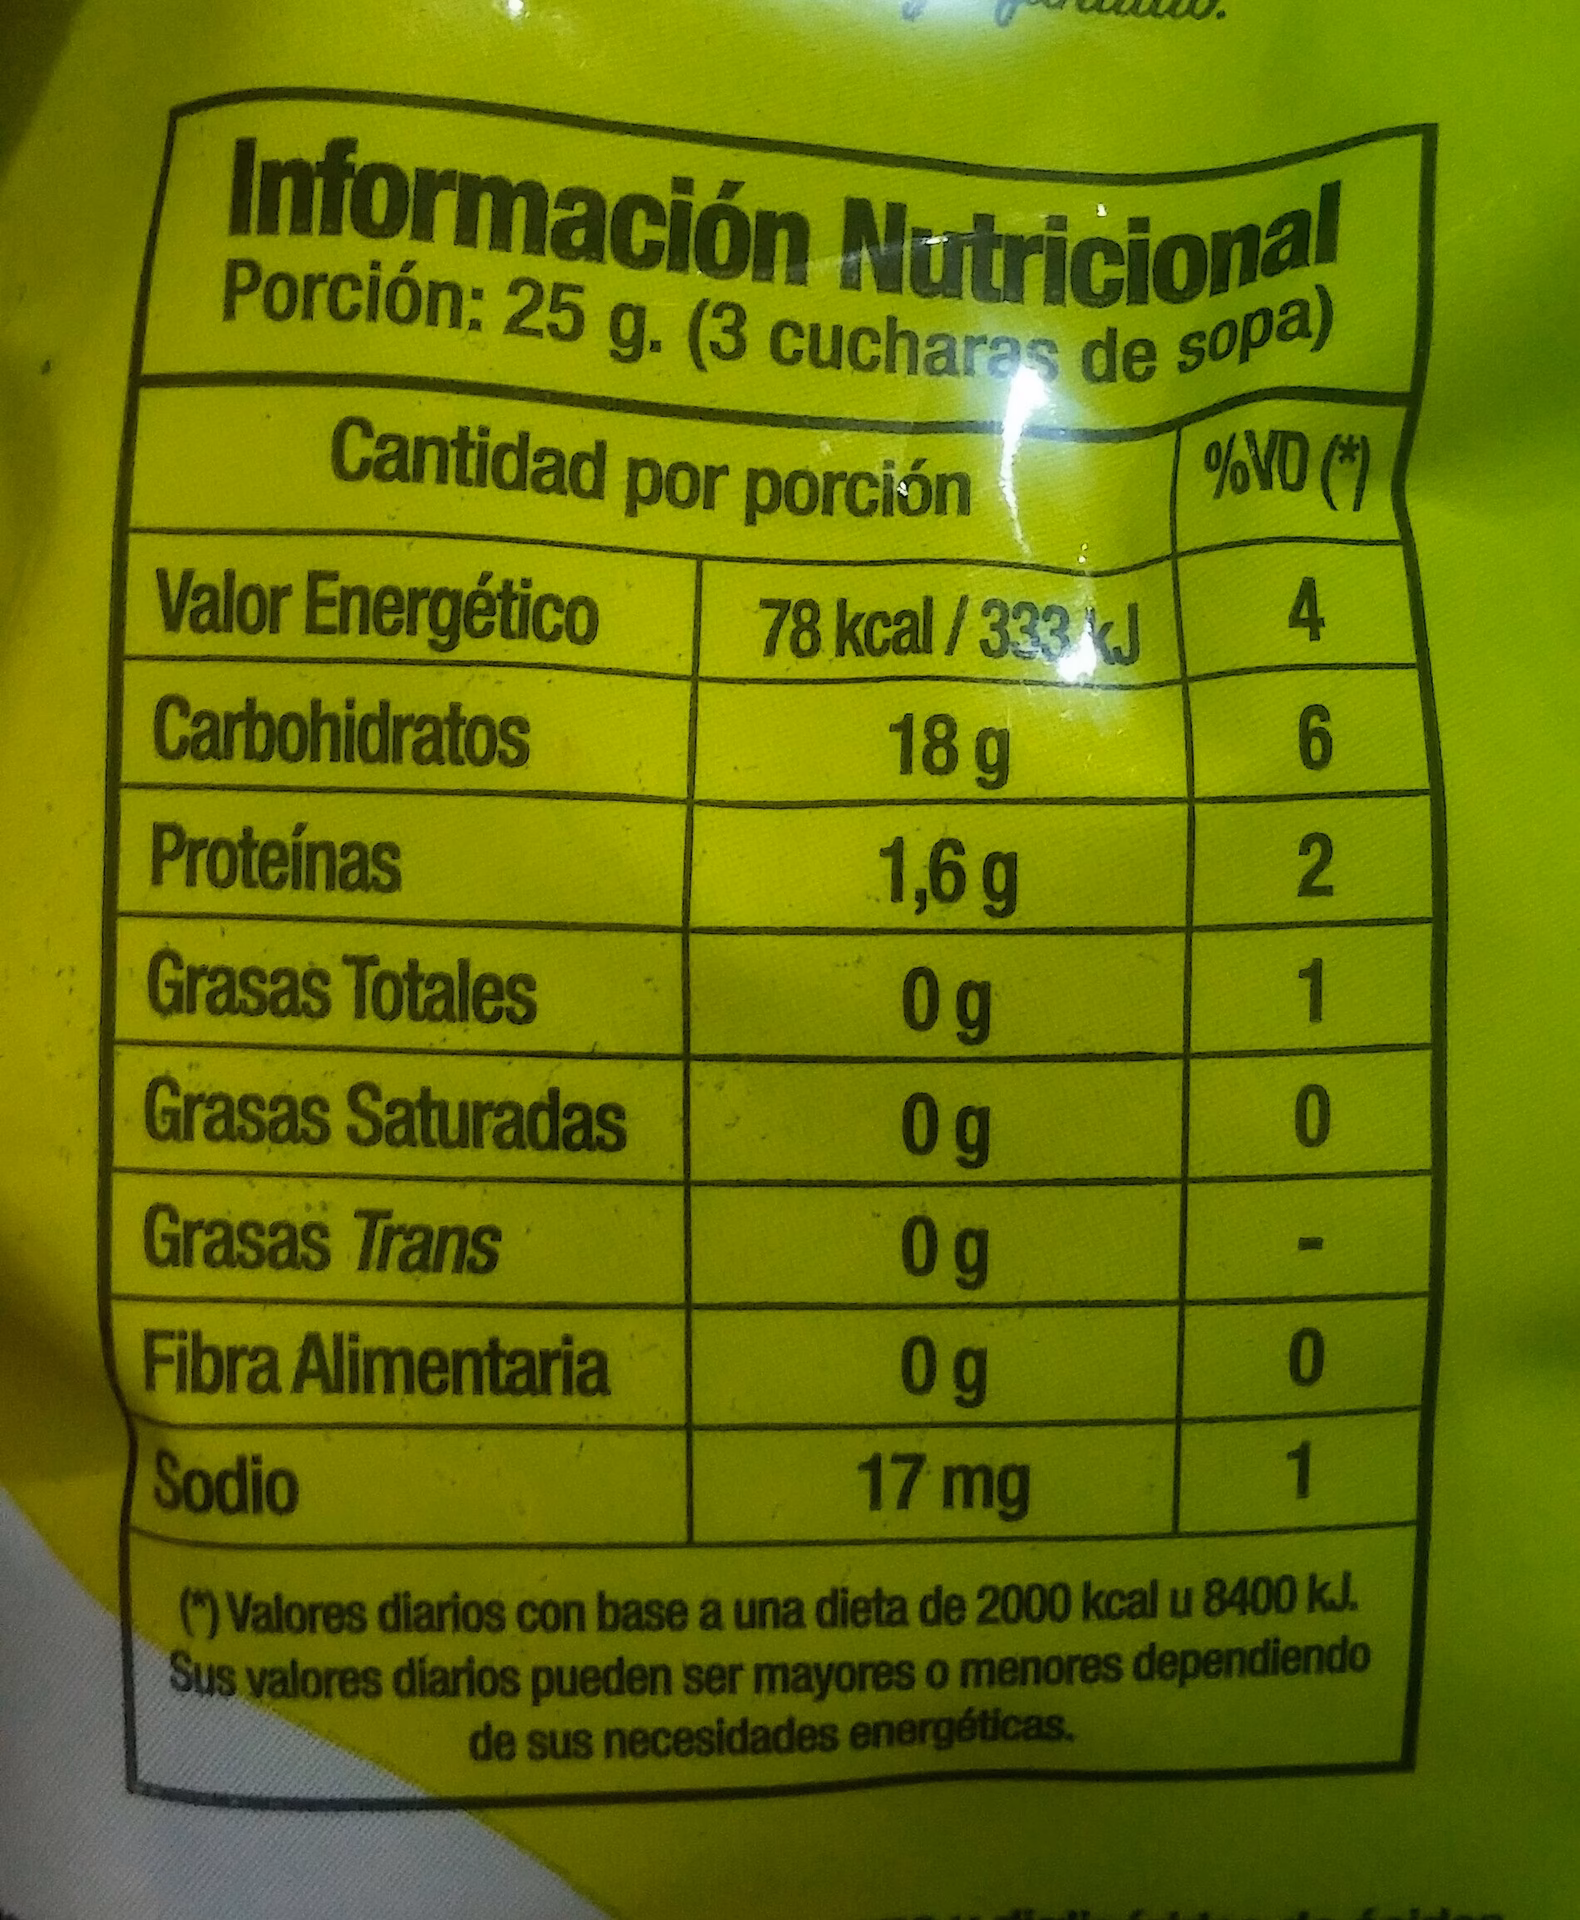 Información Nutricional
Porción: 25 g. (3 cucharas de sopa)
Cantidad por porción %VD (*)
Valor Energético 78 kcal / 333 kJ 4
Carbohidratos 18 g 6
Proteínas 1,6 g 2
Grasas Totales 0 g 1
Grasas Saturadas 0 g 0
Grasas Trans 0 g -
Fibra Alimentaria 0 g 0
Sodio 17 mg 1
(*) Valores diarios con base a una dieta de 2000 kcal u 8400 kJ.
Sus valores diarios pueden ser mayores o menores dependiendo
de sus necesidades energéticas.